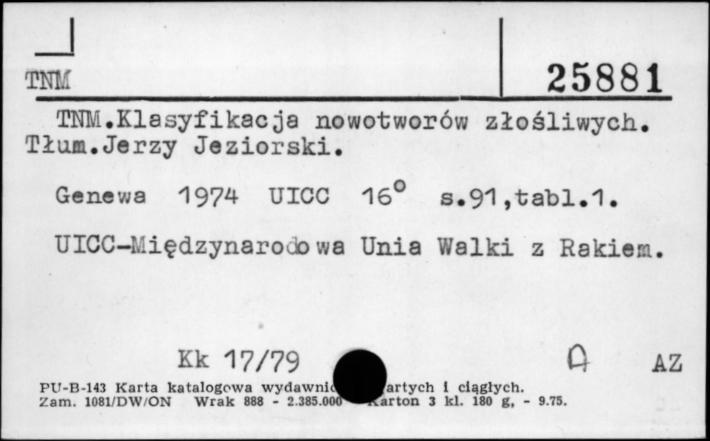 TNM 25881
TNM.Klasyfikacja nowotworów złośliwych.
Tłum.Jerzy Jeziorski.
Genewa 1974 UICC 16° s.91,tabl.1.
UICC-Międzynarodowa Unia Walki z Rakiem.
Kk 17/79 A AZ
PU-B-143 Karta katalogowa wydawnic artych i ciągłych.
Zam. 1081/DW/ON Wrak 888 - 2.385.000 Karton 3 kl. 180 g, - 9.75.